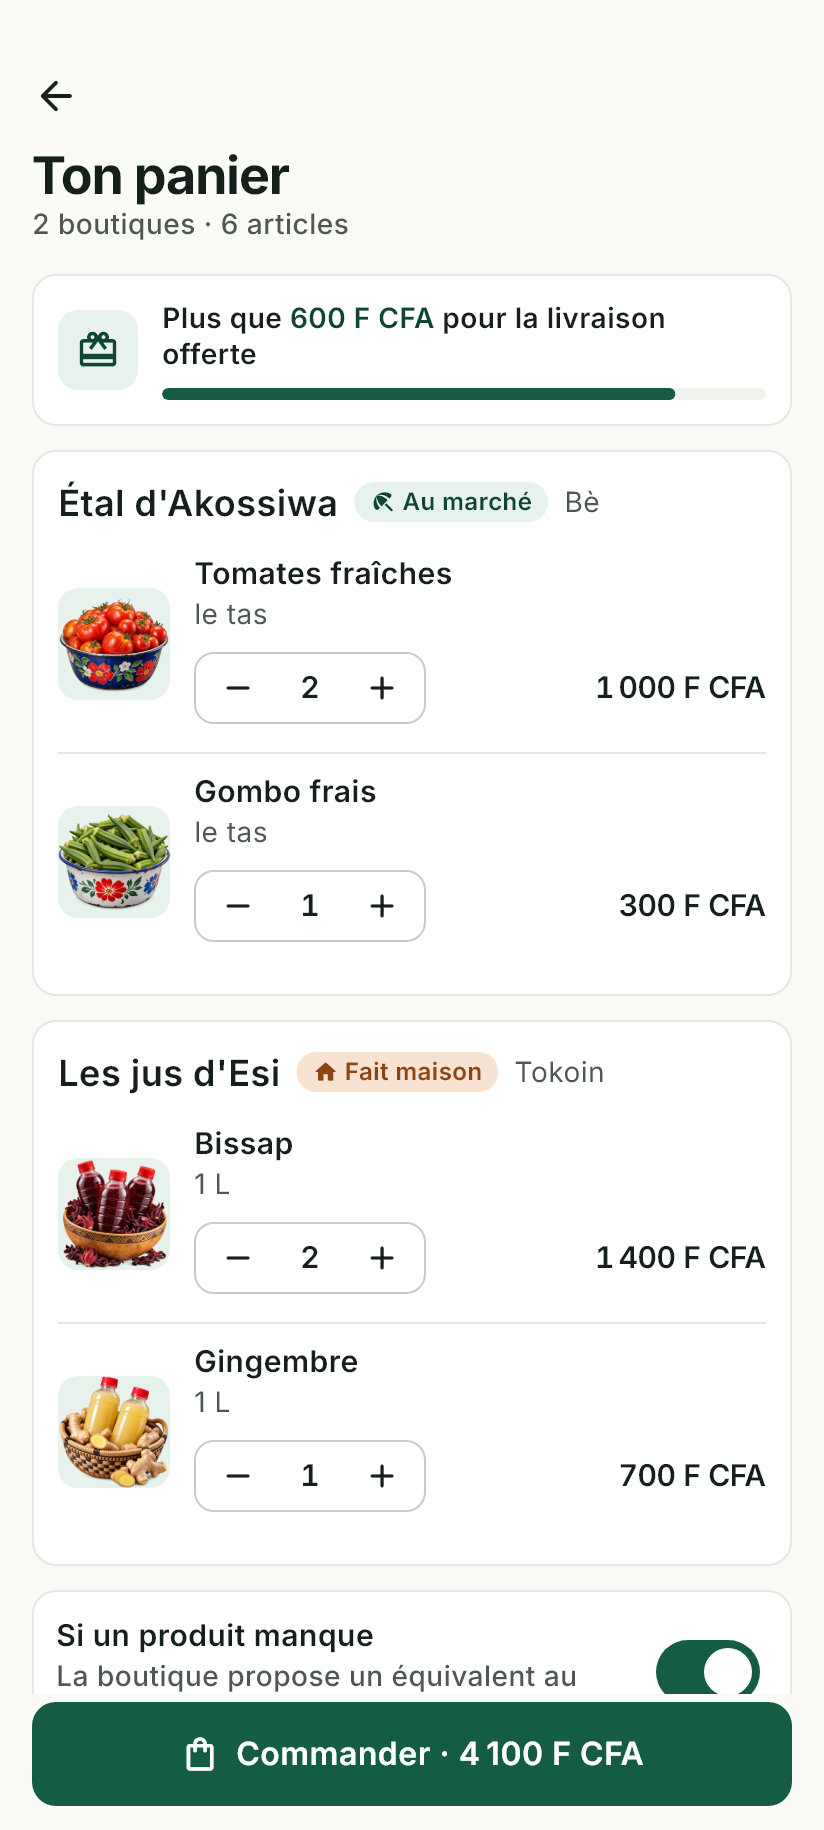 Ton panier
2 boutiques · 6 articles
Plus que 600 F CFA pour la livraison
offerte
Étal d'Akossiwa Au marché Bè
Tomates fraîches
le tas
2 1 000 F CFA
Gombo frais
le tas
1 300 F CFA
Les jus d'Esi Fait maison Tokoin
Bissap
1 L
2 1 400 F CFA
Gingembre
1 L
1 700 F CFA
Si un produit manque
La boutique propose un équivalent au
Commander · 4 100 F CFA